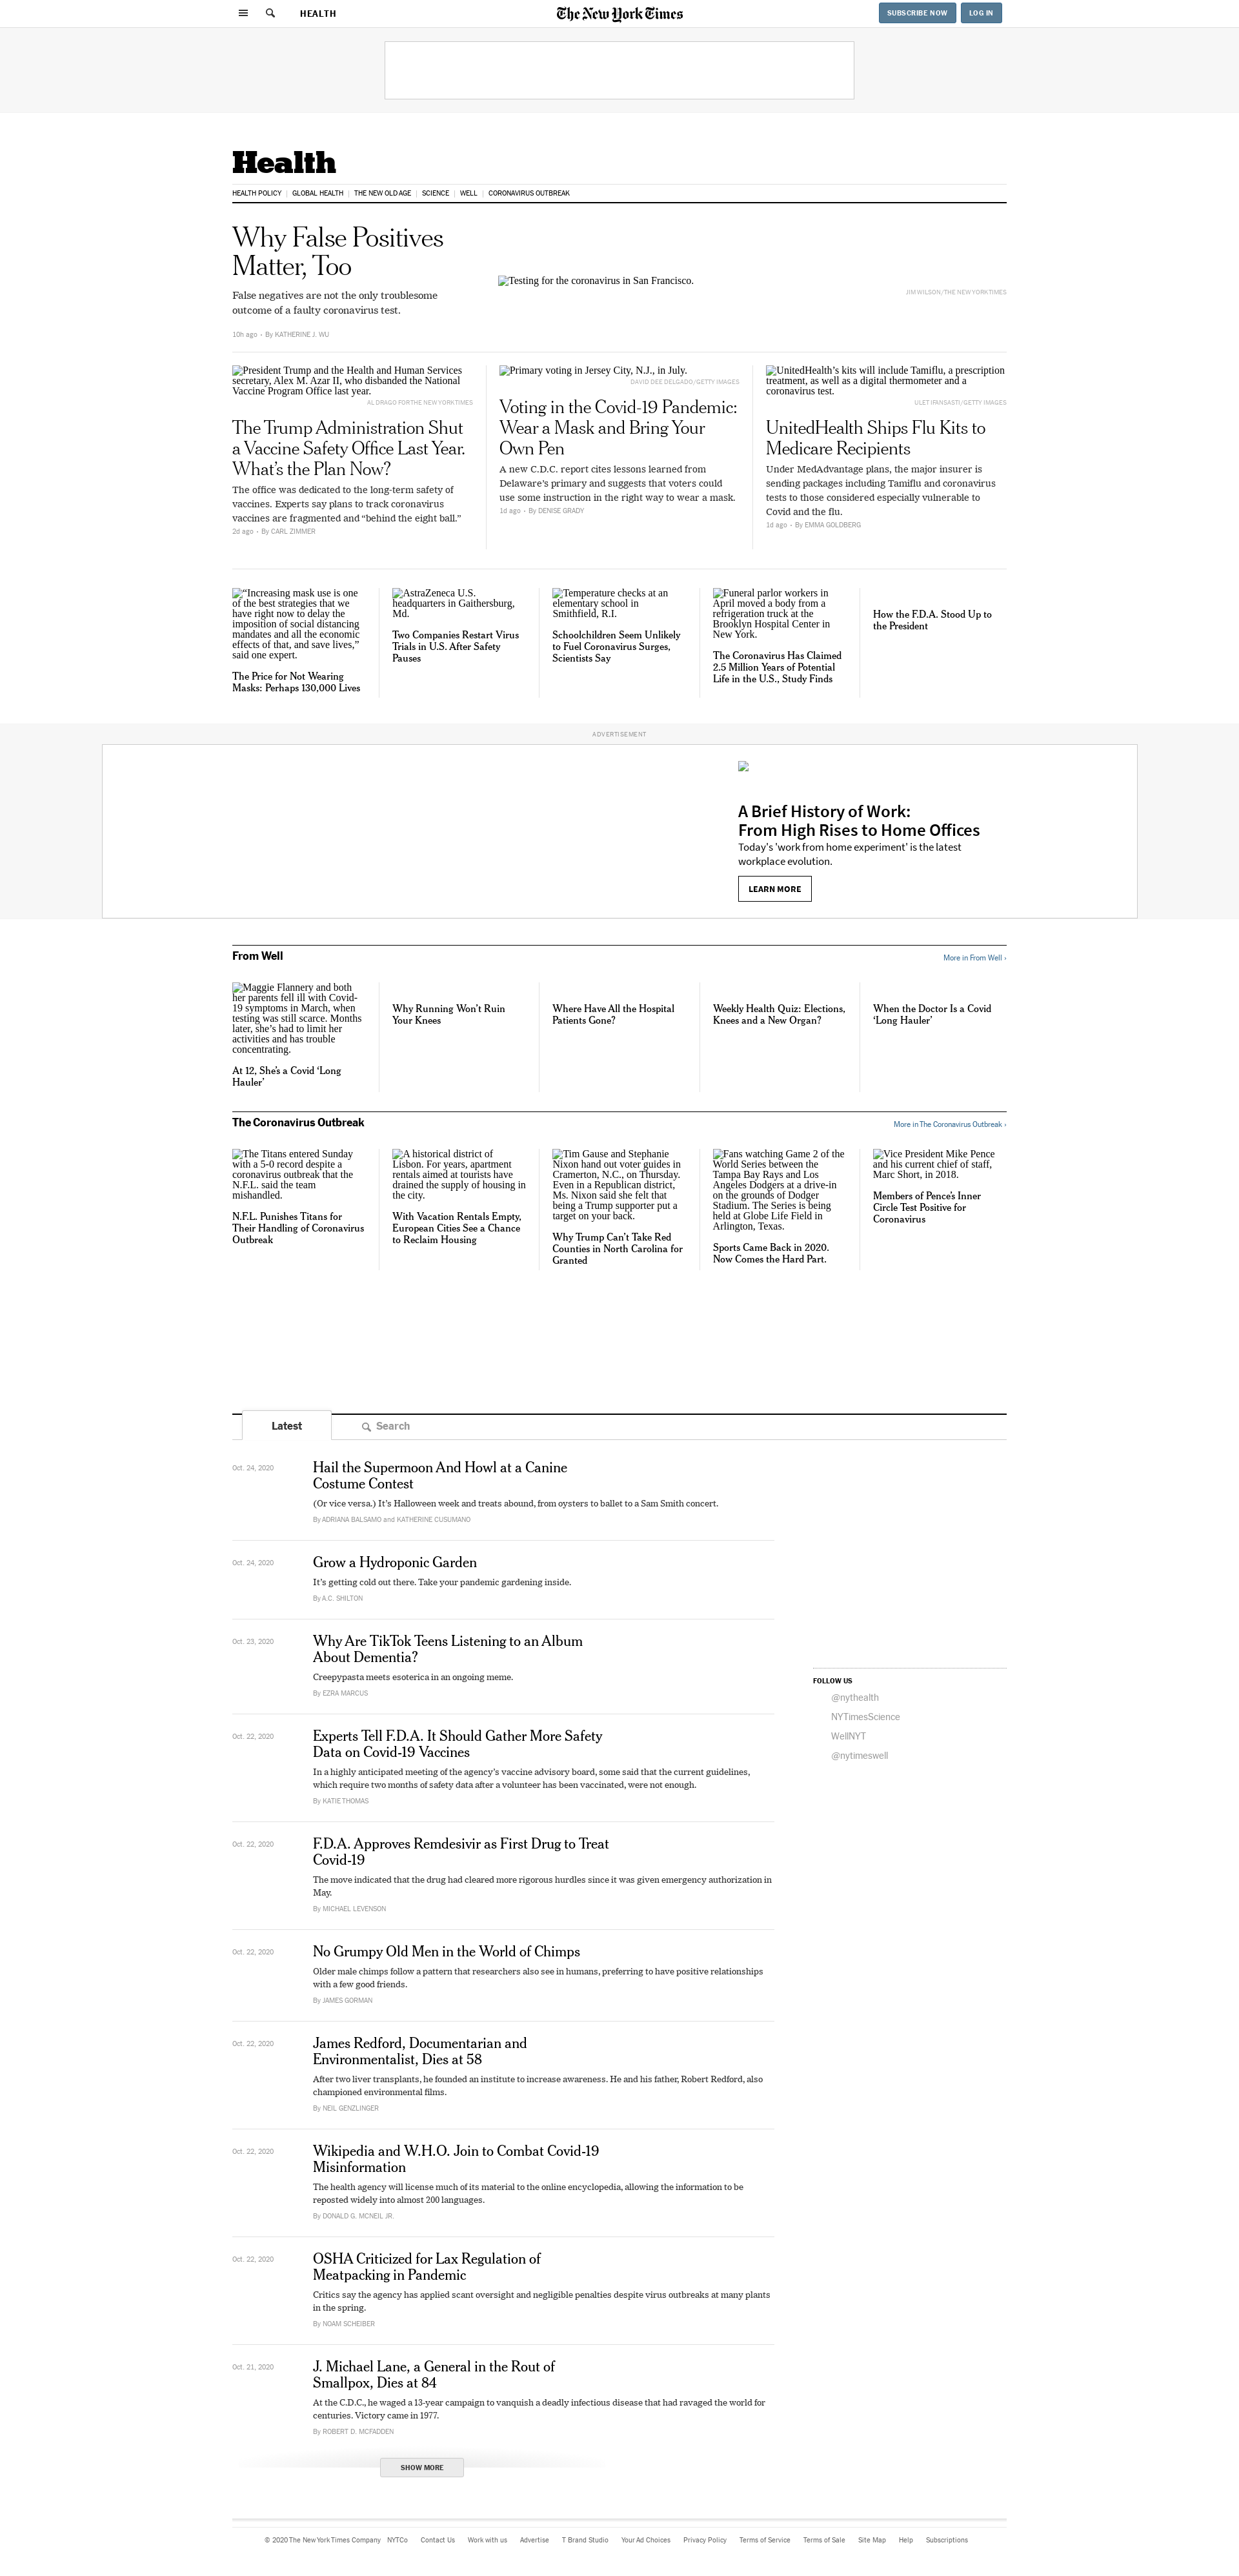 HEALTH
The New York Times
SUBSCRIBE NOW
LOG IN
Health
HEALTH POLICY
GLOBAL HEALTH
THE NEW OLD AGE
SCIENCE
WELL
CORONAVIRUS OUTBREAK
Why False Positives
Matter, Too
False negatives are not the only troublesome
outcome of a faulty coronavirus test.
10h ago • By KATHERINE J. WU
Testing for the coronavirus in San Francisco.
JIM WILSON/THE NEW YORK TIMES
President Trump and the Health and Human Services
secretary, Alex M. Azar II, who disbanded the National
Vaccine Program Office last year.
AL DRAGO FOR THE NEW YORK TIMES
The Trump Administration Shut
a Vaccine Safety Office Last Year.
What's the Plan Now?
The office was dedicated to the long-term safety of
vaccines. Experts say plans to track coronavirus
vaccines are fragmented and “behind the eight ball.”
2d ago • By CARL ZIMMER
Primary voting in Jersey City, N.J., in July.
DAVID DEE DELGADO/GETTY IMAGES
Voting in the Covid-19 Pandemic:
Wear a Mask and Bring Your
Own Pen
A new C.D.C. report cites lessons learned from
Delaware's primary and suggests that voters could
use some instruction in the right way to wear a mask.
1d ago • By DENISE GRADY
UnitedHealth's kits will include Tamiflu, a prescription
treatment, as well as a digital thermometer and a
coronavirus test.
ULET IFANSASTI/GETTY IMAGES
UnitedHealth Ships Flu Kits to
Medicare Recipients
Under MedAdvantage plans, the major insurer is
sending packages including Tamiflu and coronavirus
tests to those considered especially vulnerable to
Covid and the flu.
1d ago • By EMMA GOLDBERG
“Increasing mask use is one
of the best strategies that we
have right now to delay the
imposition of social distancing
mandates and all the economic
effects of that, and save lives,”
said one expert.
The Price for Not Wearing
Masks: Perhaps 130,000 Lives
AstraZeneca U.S.
headquarters in Gaithersburg,
Md.
Two Companies Restart Virus
Trials in U.S. After Safety
Pauses
Temperature checks at an
elementary school in
Smithfield, R.I.
Schoolchildren Seem Unlikely
to Fuel Coronavirus Surges,
Scientists Say
Funeral parlor workers in
April moved a body from a
refrigeration truck at the
Brooklyn Hospital Center in
New York.
The Coronavirus Has Claimed
2.5 Million Years of Potential
Life in the U.S., Study Finds
How the F.D.A. Stood Up to
the President
ADVERTISEMENT
A Brief History of Work:
From High Rises to Home Offices
Today's 'work from home experiment' is the latest
workplace evolution.
LEARN MORE
From Well
More in From Well ›
Maggie Flannery and both
her parents fell ill with Covid-
19 symptoms in March, when
testing was still scarce. Months
later, she's had to limit her
activities and has trouble
concentrating.
At 12, She's a Covid ‘Long
Hauler’
Why Running Won't Ruin
Your Knees
Where Have All the Hospital
Patients Gone?
Weekly Health Quiz: Elections,
Knees and a New Organ?
When the Doctor Is a Covid
‘Long Hauler’
The Coronavirus Outbreak
More in The Coronavirus Outbreak ›
The Titans entered Sunday
with a 5-0 record despite a
coronavirus outbreak that the
N.F.L. said the team
mishandled.
N.F.L. Punishes Titans for
Their Handling of Coronavirus
Outbreak
A historical district of
Lisbon. For years, apartment
rentals aimed at tourists have
drained the supply of housing in
the city.
With Vacation Rentals Empty,
European Cities See a Chance
to Reclaim Housing
Tim Gause and Stephanie
Nixon hand out voter guides in
Cramerton, N.C., on Thursday.
Even in a Republican district,
Ms. Nixon said she felt that
being a Trump supporter put a
target on your back.
Why Trump Can't Take Red
Counties in North Carolina for
Granted
Fans watching Game 2 of the
World Series between the
Tampa Bay Rays and Los
Angeles Dodgers at a drive-in
on the grounds of Dodger
Stadium. The Series is being
held at Globe Life Field in
Arlington, Texas.
Sports Came Back in 2020.
Now Comes the Hard Part.
Vice President Mike Pence
and his current chief of staff,
Marc Short, in 2018.
Members of Pence's Inner
Circle Test Positive for
Coronavirus
Latest
Search
Oct. 24, 2020
Hail the Supermoon And Howl at a Canine
Costume Contest
(Or vice versa.) It's Halloween week and treats abound, from oysters to ballet to a Sam Smith concert.
By ADRIANA BALSAMO and KATHERINE CUSUMANO
Oct. 24, 2020
Grow a Hydroponic Garden
It's getting cold out there. Take your pandemic gardening inside.
By A.C. SHILTON
Oct. 23, 2020
Why Are TikTok Teens Listening to an Album
About Dementia?
Creepypasta meets esoterica in an ongoing meme.
By EZRA MARCUS
Oct. 22, 2020
Experts Tell F.D.A. It Should Gather More Safety
Data on Covid-19 Vaccines
In a highly anticipated meeting of the agency's vaccine advisory board, some said that the current guidelines,
which require two months of safety data after a volunteer has been vaccinated, were not enough.
By KATIE THOMAS
Oct. 22, 2020
F.D.A. Approves Remdesivir as First Drug to Treat
Covid-19
The move indicated that the drug had cleared more rigorous hurdles since it was given emergency authorization in
May.
By MICHAEL LEVENSON
Oct. 22, 2020
No Grumpy Old Men in the World of Chimps
Older male chimps follow a pattern that researchers also see in humans, preferring to have positive relationships
with a few good friends.
By JAMES GORMAN
Oct. 22, 2020
James Redford, Documentarian and
Environmentalist, Dies at 58
After two liver transplants, he founded an institute to increase awareness. He and his father, Robert Redford, also
championed environmental films.
By NEIL GENZLINGER
Oct. 22, 2020
Wikipedia and W.H.O. Join to Combat Covid-19
Misinformation
The health agency will license much of its material to the online encyclopedia, allowing the information to be
reposted widely into almost 200 languages.
By DONALD G. MCNEIL JR.
Oct. 22, 2020
OSHA Criticized for Lax Regulation of
Meatpacking in Pandemic
Critics say the agency has applied scant oversight and negligible penalties despite virus outbreaks at many plants
in the spring.
By NOAM SCHEIBER
Oct. 21, 2020
J. Michael Lane, a General in the Rout of
Smallpox, Dies at 84
At the C.D.C., he waged a 13-year campaign to vanquish a deadly infectious disease that had ravaged the world for
centuries. Victory came in 1977.
By ROBERT D. MCFADDEN
SHOW MORE
FOLLOW US
@nythealth
NYTimesScience
WellNYT
@nytimeswell
© 2020 The New York Times Company NYTCo Contact Us Work with us Advertise T Brand Studio Your Ad Choices Privacy Policy Terms of Service Terms of Sale Site Map Help Subscriptions